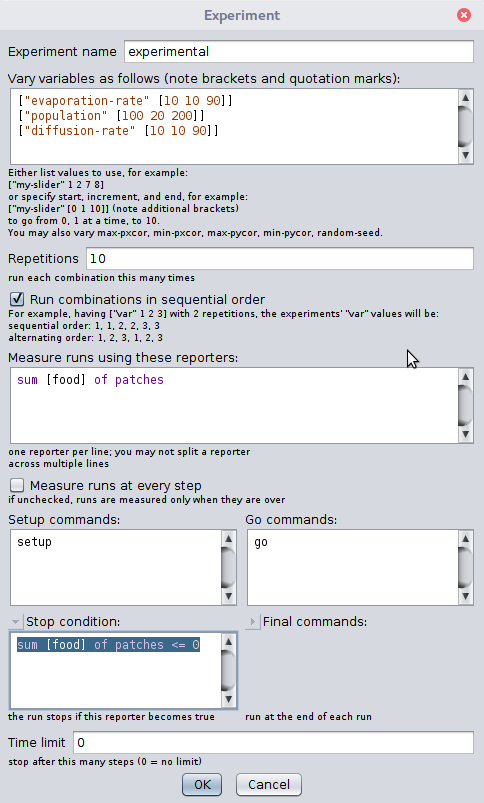 Experiment
Experiment name experimental
Vary variables as follows (note brackets and quotation marks):
["evaporation-rate" [10 10 90]]
["population" [100 20 200]]
["diffusion-rate" [10 10 90]]
Either list values to use, for example:
["my-slider" 1 2 7 8]
or specify start, increment, and end, for example:
["my-slider" [0 1 10]] (note additional brackets)
to go from 0, 1 at a time, to 10.
You may also vary max-pxcor, min-pxcor, max-pycor, min-pycor, random-seed.
Repetitions 10
run each combination this many times
Run combinations in sequential order
For example, having ["var" 1 2 3] with 2 repetitions, the experiments' "var" values will be:
sequential order: 1, 1, 2, 2, 3, 3
alternating order: 1, 2, 3, 1, 2, 3
Measure runs using these reporters:
sum [food] of patches
one reporter per line; you may not split a reporter
across multiple lines
Measure runs at every step
if unchecked, runs are measured only when they are over
Setup commands: Go commands:
setup go
Stop condition: Final commands:
sum [food] of patches <= 0
the run stops if this reporter becomes true run at the end of each run
Time limit 0
stop after this many steps (0 = no limit)
OK Cancel